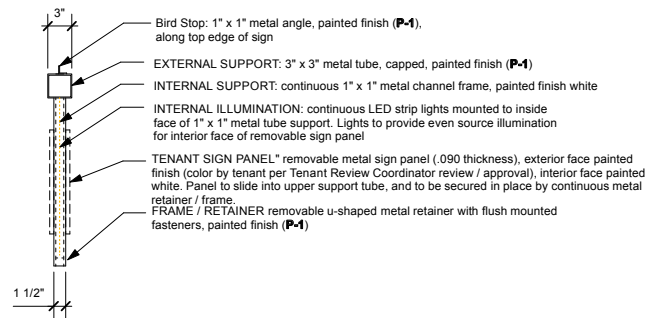 3"
Bird Stop: 1" x 1" metal angle, painted finish (P-1),
along top edge of sign
EXTERNAL SUPPORT: 3" x 3" metal tube, capped, painted finish (P-1)
INTERNAL SUPPORT: continuous 1" x 1" metal channel frame, painted finish white
INTERNAL ILLUMINATION: continuous LED strip lights mounted to inside
face of 1" x 1" metal tube support. Lights to provide even source illumination
for interior face of removable sign panel
TENANT SIGN PANEL" removable metal sign panel (.090 thickness), exterior face painted
finish (color by tenant per Tenant Review Coordinator review / approval), interior face painted
white. Panel to slide into upper support tube, and to be secured in place by continuous metal
retainer / frame.
FRAME / RETAINER removable u-shaped metal retainer with flush mounted
fasteners, painted finish (P-1)
1 1/2"